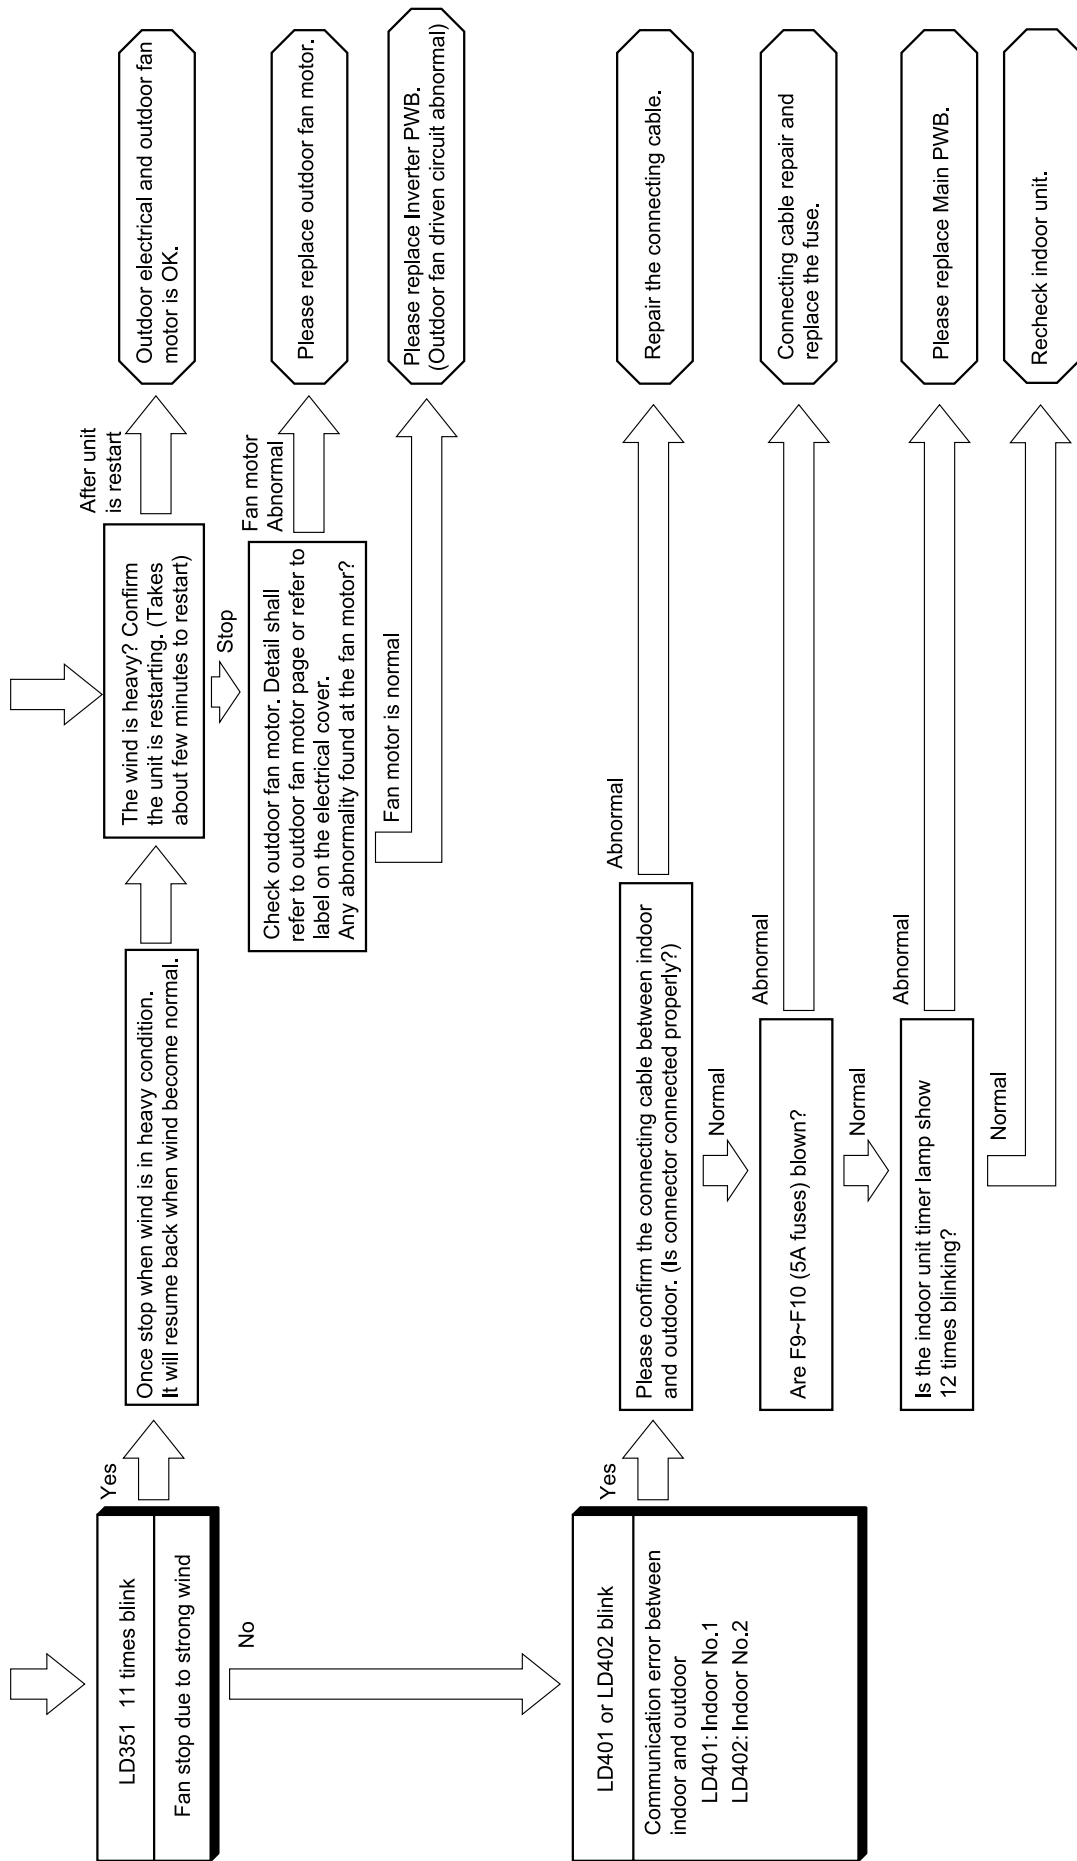 LD351 11 times blink
Fan stop due to strong wind
Yes
Once stop when wind is in heavy condition.
It will resume back when wind become normal.
The wind is heavy? Confirm
the unit is restarting. (Takes
about few minutes to restart)
After unit
is restart
Outdoor electrical and outdoor fan
motor is OK.
Stop
Check outdoor fan motor. Detail shall
refer to outdoor fan motor page or refer to
label on the electrical cover.
Any abnormality found at the fan motor?
Fan motor
Abnormal
Please replace outdoor fan motor.
Fan motor is normal
Please replace Inverter PWB.
(Outdoor fan driven circuit abnormal)
No
LD401 or LD402 blink
Communication error between
indoor and outdoor
LD401: Indoor No.1
LD402: Indoor No.2
Yes
Please confirm the connecting cable between indoor
and outdoor. (Is connector connected properly?)
Abnormal
Repair the connecting cable.
Normal
Are F9~F10 (5A fuses) blown?
Abnormal
Connecting cable repair and
replace the fuse.
Normal
Is the indoor unit timer lamp show
12 times blinking?
Abnormal
Please replace Main PWB.
Normal
Recheck indoor unit.